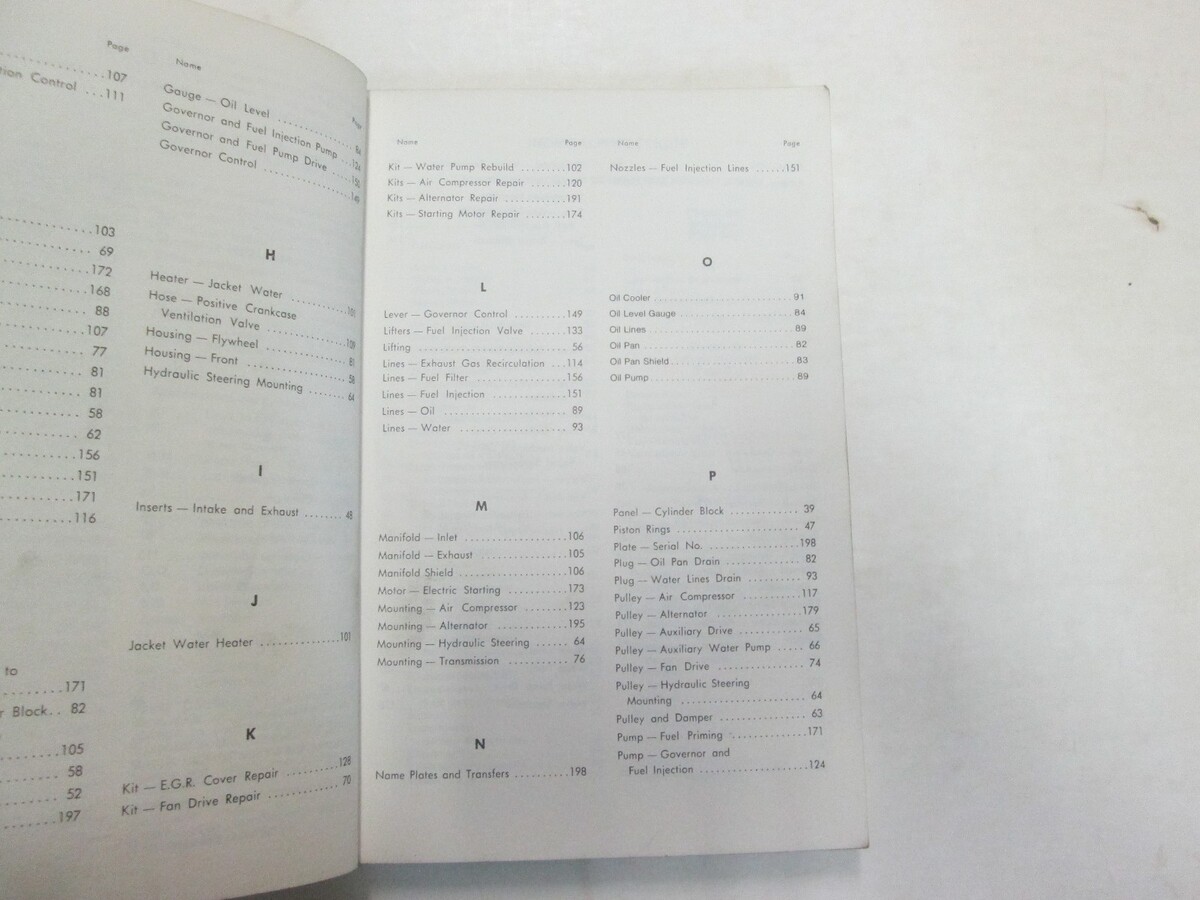 Page
107
tion Control ...111
103
69
172
168
88
107
77
81
81
58
62
156
151
171
116
to
171
r Block.. 82
105
58
52
197
Name
Page
Gauge — Oil Level
Governor and Fuel Injection Pump ...124
Governor and Fuel Pump Drive
Governor Control
H
Heater — Jacket Water
Hose — Positive Crankcase
Ventilation Valve
Housing — Flywheel
Housing — Front
Hydraulic Steering Mounting ....... 64
I
Inserts — Intake and Exhaust ........ 48
J
Jacket Water Heater .............101
K
Kit — E.G.R. Cover Repair ...........128
Kit — Fan Drive Repair ............. 70
Name Page
Kit — Water Pump Rebuild .........102
Kits — Air Compressor Repair .......120
Kits — Alternator Repair ............191
Kits — Starting Motor Repair ........174
L
Lever — Governor Control ..........149
Lifters — Fuel Injection Valve ........133
Lifting ......................... 56
Lines — Exhaust Gas Recirculation ...114
Lines — Fuel Filter ................156
Lines — Fuel Injection .............151
Lines — Oil ..................... 89
Lines — Water .................. 93
M
Manifold — Inlet .................106
Manifold — Exhaust ...............105
Manifold Shield ..................106
Motor — Electric Starting ...........173
Mounting — Air Compressor ........123
Mounting — Alternator .............195
Mounting — Hydraulic Steering ...... 64
Mounting — Transmission ........... 76
N
Name Plates and Transfers ..........198
Name Page
Nozzles — Fuel Injection Lines ......151
O
Oil Cooler ......................... 91
Oil Level Gauge ..................... 84
Oil Lines .......................... 89
Oil Pan ........................... 82
Oil Pan Shield ...................... 83
Oil Pump .......................... 89
P
Panel — Cylinder Block ............ 39
Piston Rings .................... 47
Plate — Serial No. ................198
Plug — Oil Pan Drain ............. 82
Plug — Water Lines Drain .......... 93
Pulley — Air Compressor ...........117
Pulley — Alternator ...............179
Pulley — Auxiliary Drive ........... 65
Pulley — Auxiliary Water Pump ..... 66
Pulley — Fan Drive ............... 74
Pulley — Hydraulic Steering
Mounting ..................... 64
Pulley and Damper ............... 63
Pump — Fuel Priming .............171
Pump — Governor and
Fuel Injection ..................124